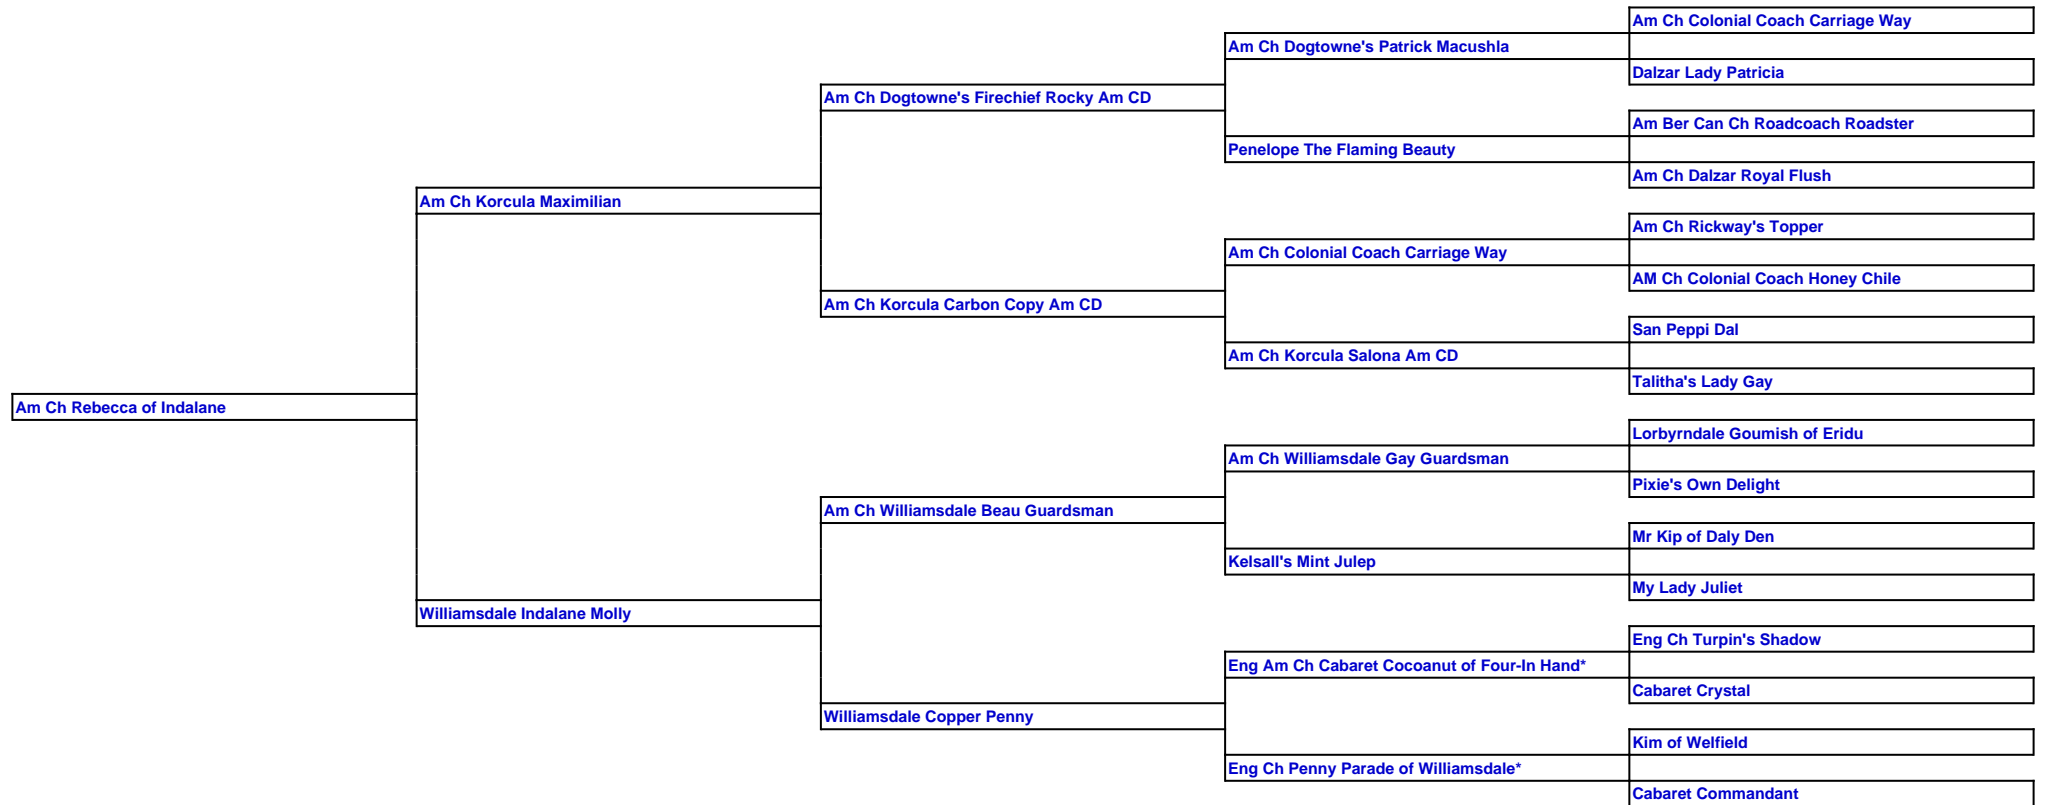 Am Ch Colonial Coach Carriage Way
Am Ch Dogtowne's Patrick Macushla
Dalzar Lady Patricia
Am Ch Dogtowne's Firechief Rocky Am CD
Am Ber Can Ch Roadcoach Roadster
Penelope The Flaming Beauty
Am Ch Dalzar Royal Flush
Am Ch Korcula Maximilian
Am Ch Rickway's Topper
Am Ch Colonial Coach Carriage Way
AM Ch Colonial Coach Honey Chile
Am Ch Korcula Carbon Copy Am CD
San Peppi Dal
Am Ch Korcula Salona Am CD
Talitha's Lady Gay
Am Ch Rebecca of Indalane
Lorbyrndale Goumish of Eridu
Am Ch Williamsdale Gay Guardsman
Pixie's Own Delight
Am Ch Williamsdale Beau Guardsman
Mr Kip of Daly Den
Kelsall's Mint Julep
My Lady Juliet
Williamsdale Indalane Molly
Eng Ch Turpin's Shadow
Eng Am Ch Cabaret Cocoanut of Four-In Hand*
Cabaret Crystal
Williamsdale Copper Penny
Kim of Welfield
Eng Ch Penny Parade of Williamsdale*
Cabaret Commandant